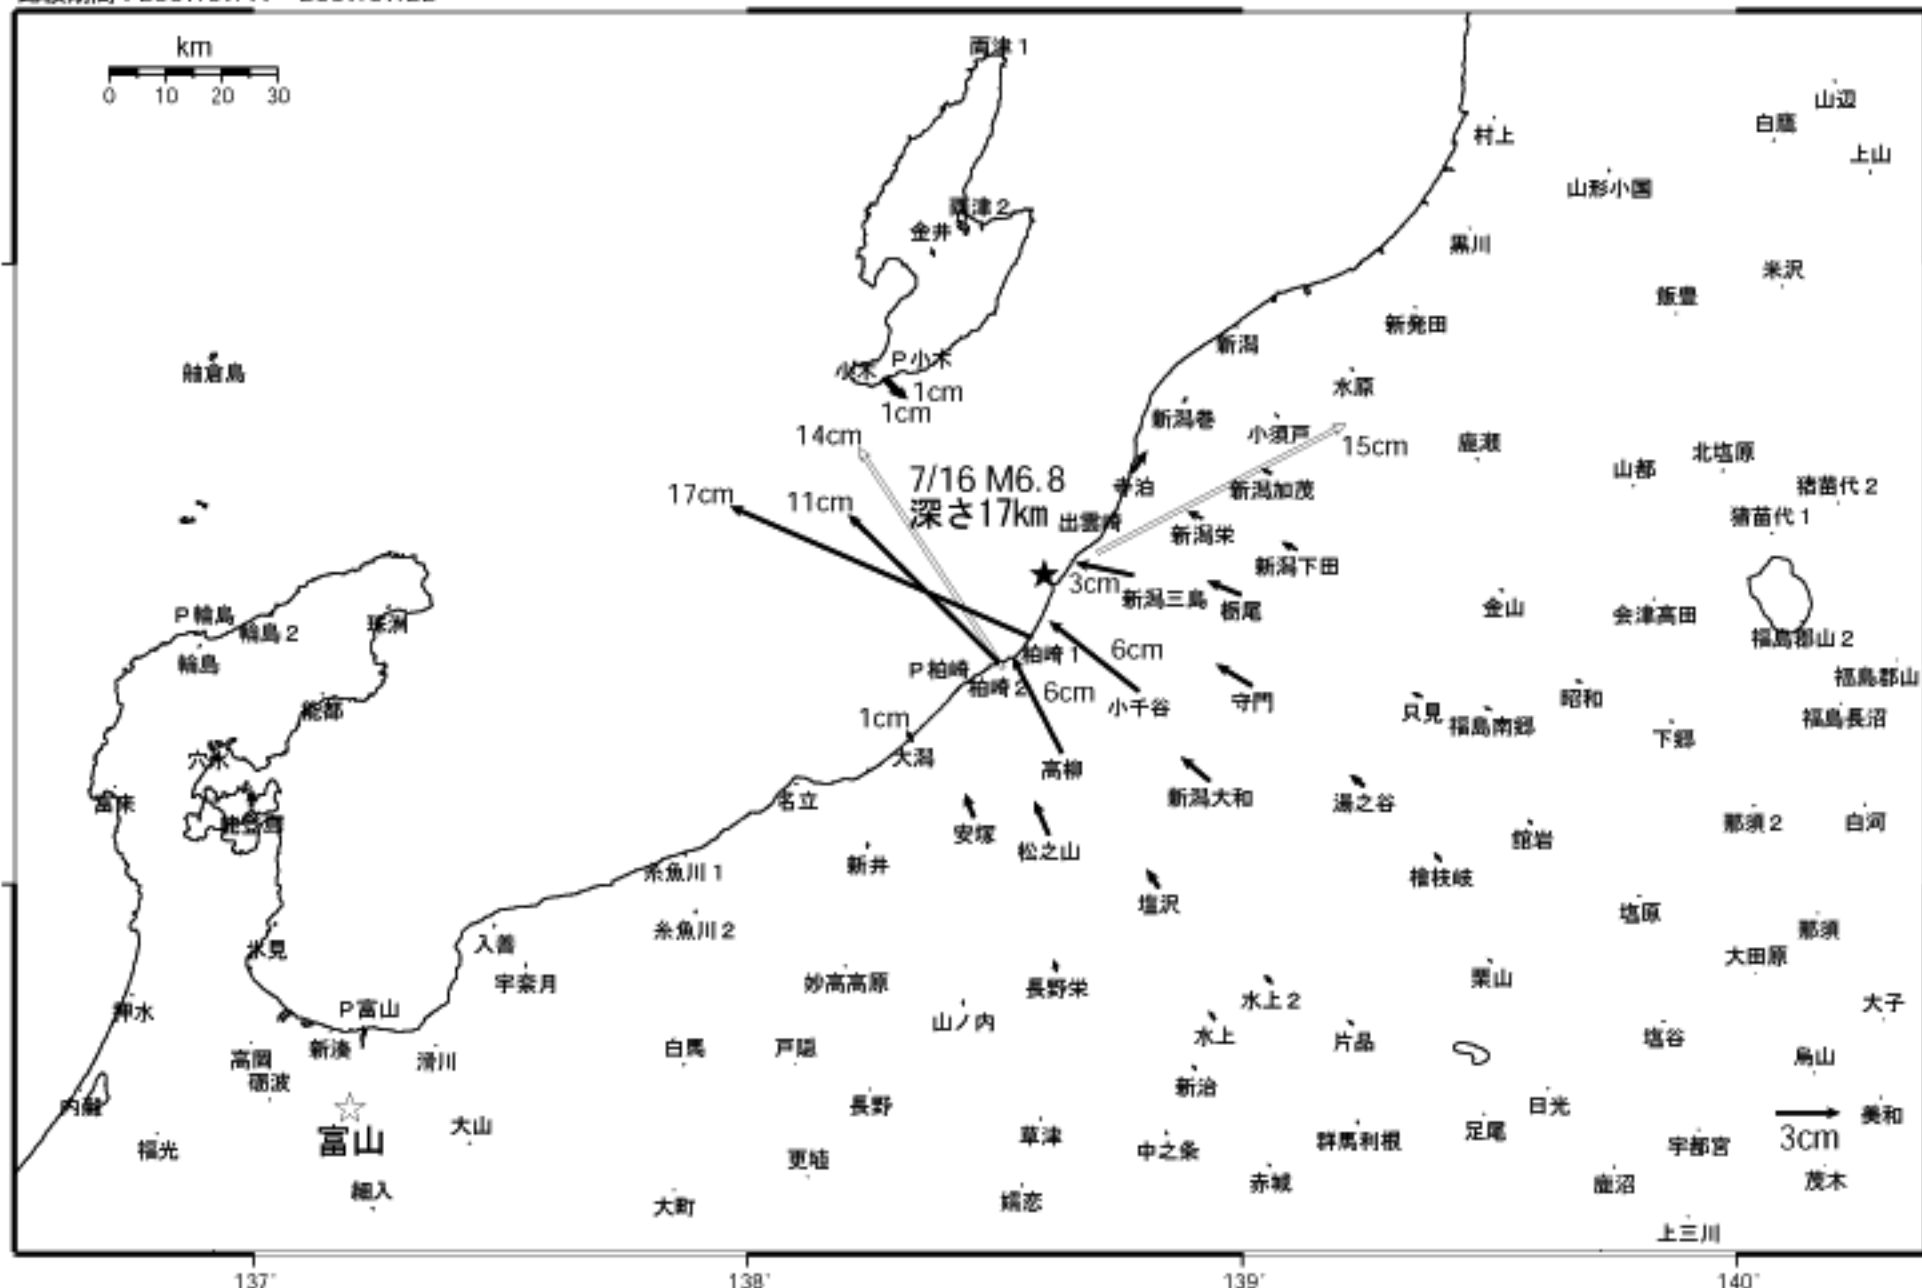 km
0 10 20 30
両津1
山辺
白鷹
村上
上山
山形小国
両津2
金井
黒川
米沢
飯豊
新発田
新潟
P小木
小木
舳倉島
水原
1cm
1cm
新潟巻
小須戸
14cm
15cm
鹿瀬
北塩原
山都
7/16 M6.8
深さ17km
寺泊
新潟加茂
猪苗代2
17cm
11cm
出雲崎
猪苗代1
新潟栄
新潟下田
3cm
新潟三島
栃尾
金山
会津高田
P輪島
輪島2
珠洲
福島郡山2
柏崎1
6cm
輪島
P柏崎
柏崎2
6cm
福島郡山
小千谷
守門
昭和
能都
只見
福島南郷
福島長沼
1cm
下郷
大潟
穴水
高柳
富来
名立
新潟大和
湯之谷
能登島
安塚
那須2
白河
館岩
松之山
新井
糸魚川1
檜枝岐
塩沢
塩原
糸魚川2
那須
入善
氷見
大田原
宇奈月
妙高高原
長野栄
栗山
水上2
大子
押水
P富山
山ノ内
水上
片品
塩谷
新湊
白馬
戸隠
高岡
滑川
烏山
砺波
新治
内灘
長野
日光
美和
富山
大山
草津
足尾
3cm
福光
中之条
群馬利根
宇都宮
更埴
細入
赤城
鹿沼
茂木
大町
嬬恋
上三川
137°
138°
139°
140°